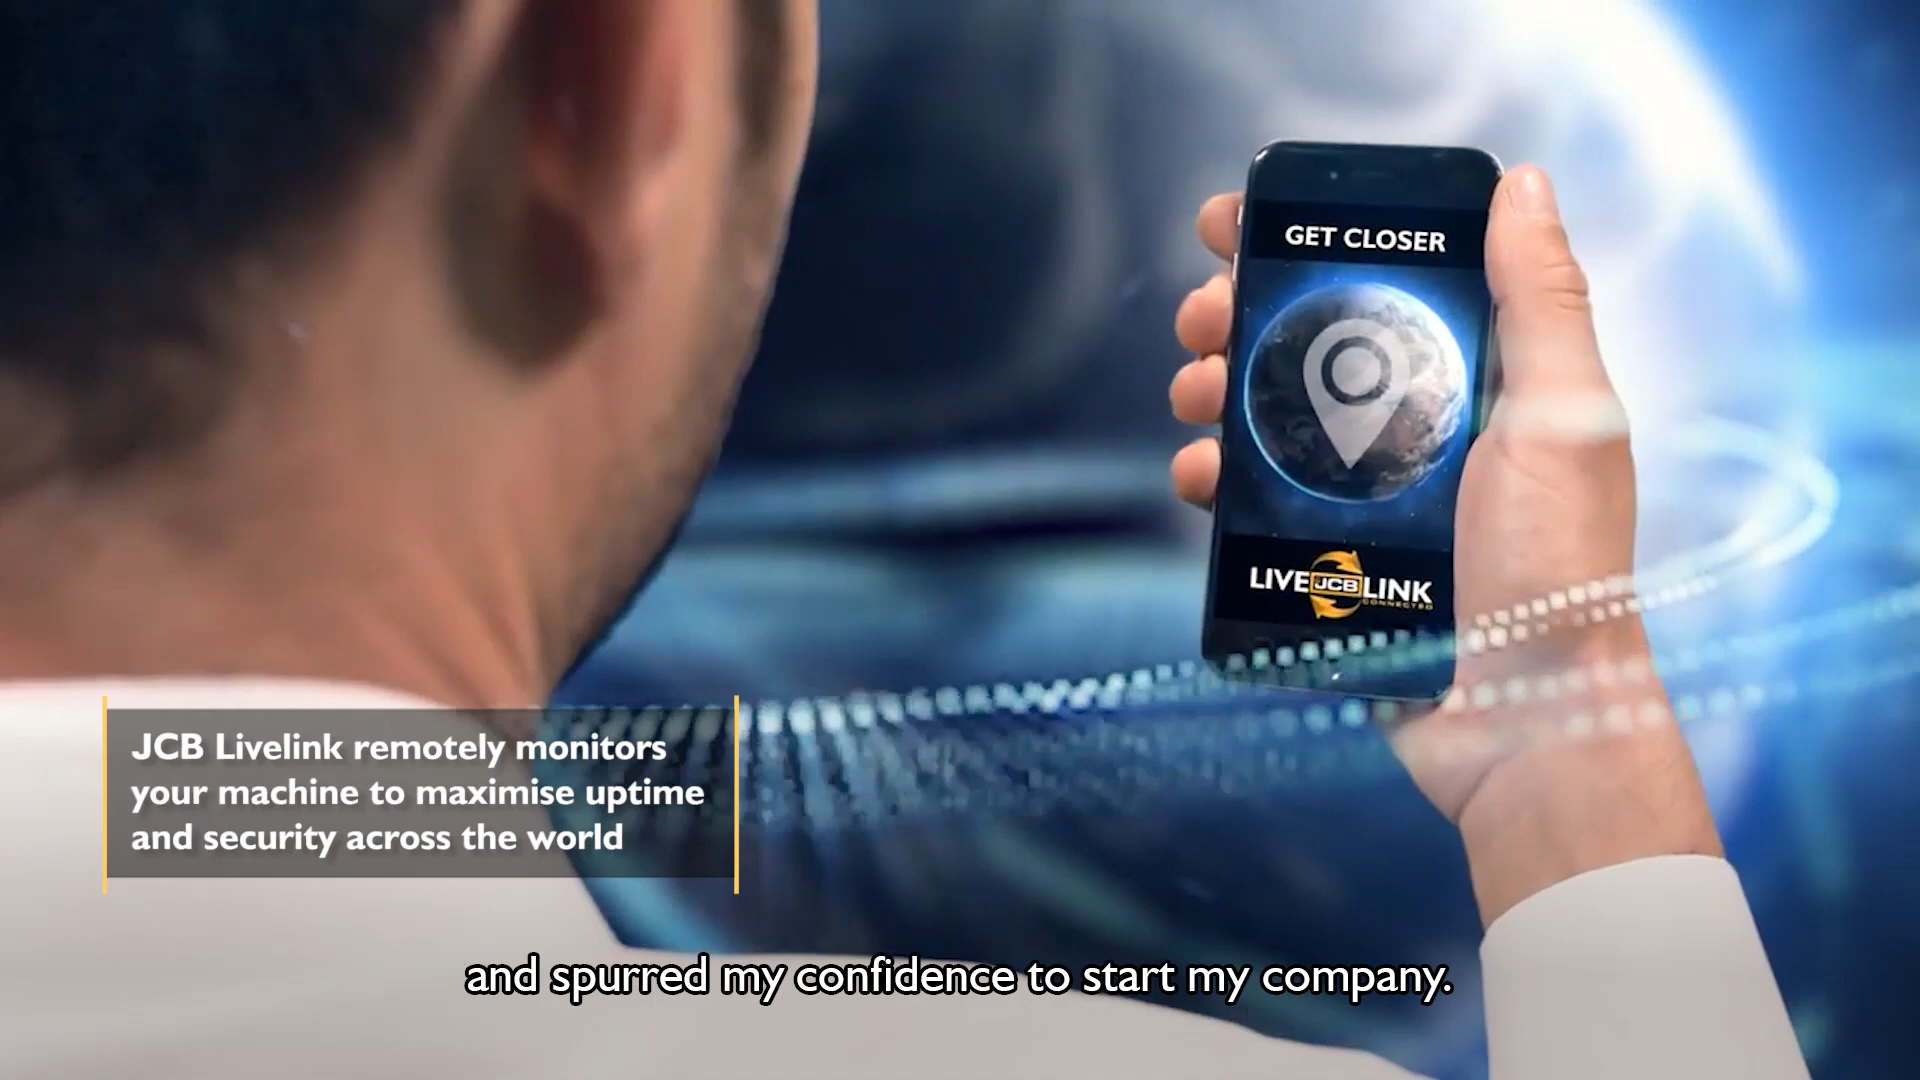 GET CLOSER
LIVE JCB LINK
CONNECTED
JCB Livelink remotely monitors
your machine to maximise uptime
and security across the world
and spurred my confidence to start my company.